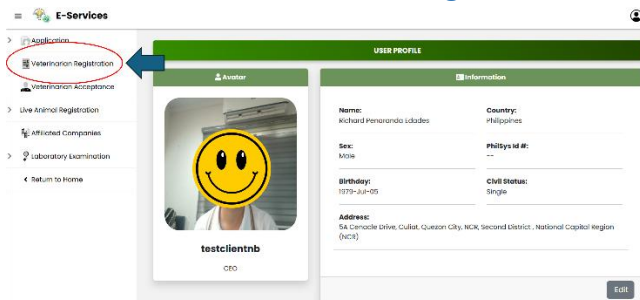 E-Services
Application
Veterinarian Registration
Veterinarian Acceptance
Live Animal Registration
Affiliated Companies
Laboratory Examination
Return to Home
USER PROFILE
Avatar
testclientnb
CEO
Information
Name: Country:
Richard Penaranda Edades Philippines
Sex: PhilSys Id #:
Male --
Birthday: Civil Status:
1979-Jul-05 Single
Address:
5A Cenacle Drive, Culiat, Quezon City, NCR, Second District , National Capital Region
(NCR)
Edit